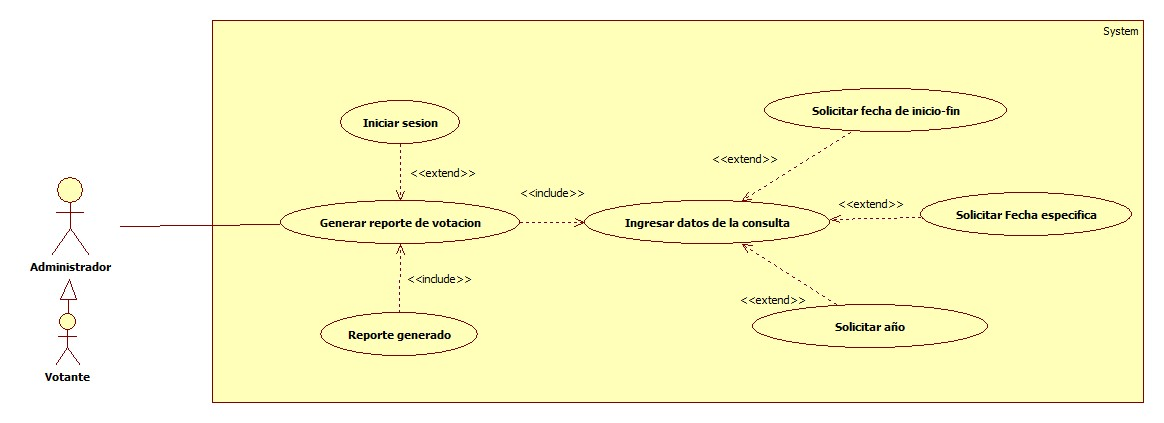 System
Solicitar fecha de inicio-fin
Iniciar sesion
<<extend>>
<<extend>>
<<include>>
<<extend>>
Solicitar Fecha especifica
Generar reporte de votacion
Ingresar datos de la consulta
Administrador
<<include>>
<<extend>>
Solicitar año
Reporte generado
Votante